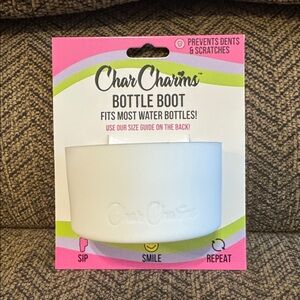 PREVENTS DENTS
& SCRATCHES
CharCharms™
BOTTLE BOOT
FITS MOST WATER BOTTLES!
USE OUR SIZE GUIDE ON THE BACK!
CharCharms
SIP
SMILE
REPEAT